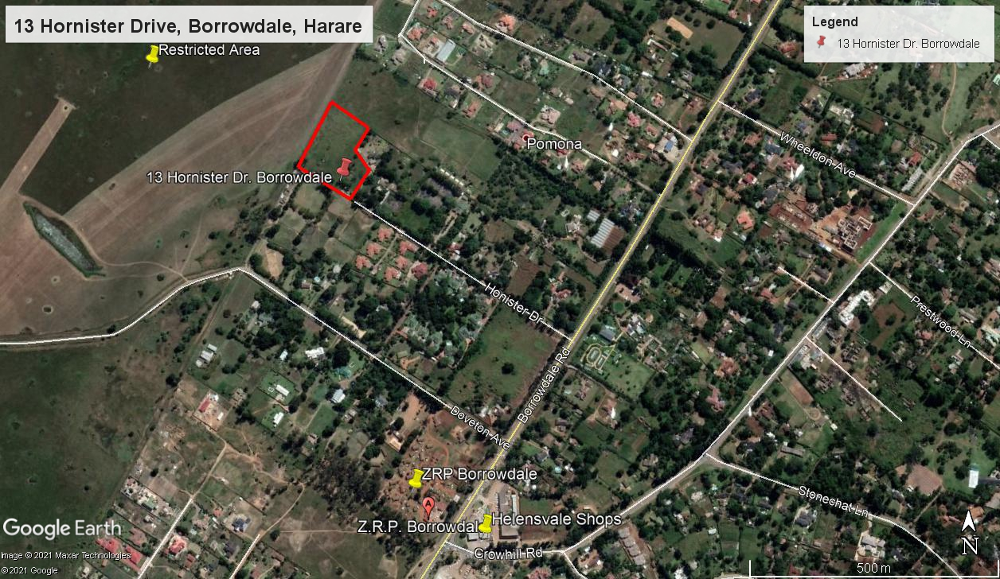 13 Hornister Drive, Borrowdale, Harare
Legend
13 Hornister Dr. Borrowdale
Restricted Area
Pomona
Wheeldon Ave
13 Hornister Dr. Borrowdale
Honister Dr
Prestwood Ln
Borrowdale Rd
Doveton Ave
ZRP Borrowdale
A
Z.R.P. Borrowdal
Helensvale Shops
Stonechat Ln
Crowhill Rd
Google Earth
Image © 2021 Maxar Technologies
© 2021 Google
N
500 m